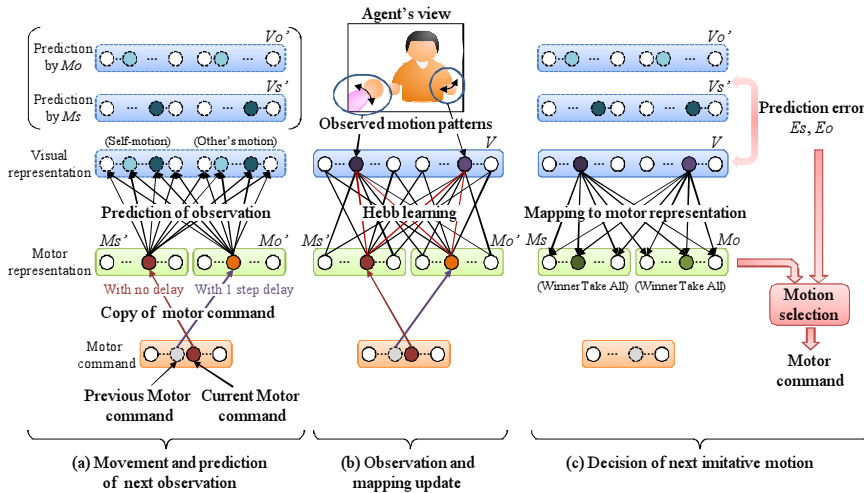 Prediction
by Mo
Vo'
Prediction
by Ms
Vs'
(Self-motion)
(Other's motion)
Visual
representation
Prediction of observation
Ms'
Mo'
Motor
representation
With no delay
With 1 step delay
Copy of motor command
Motor
command
Previous Motor
command
Current Motor
command
(a) Movement and prediction
of next observation
Agent's view
Observed motion patterns
V
Hebb learning
Ms'
Mo'
(b) Observation and
mapping update
Vo'
Vs'
Prediction error
Es, Eo
V
Mapping to motor representation
Ms
Mo
(Winner Take All)
(Winner Take All)
Motion
selection
Motor
command
(c) Decision of next imitative motion